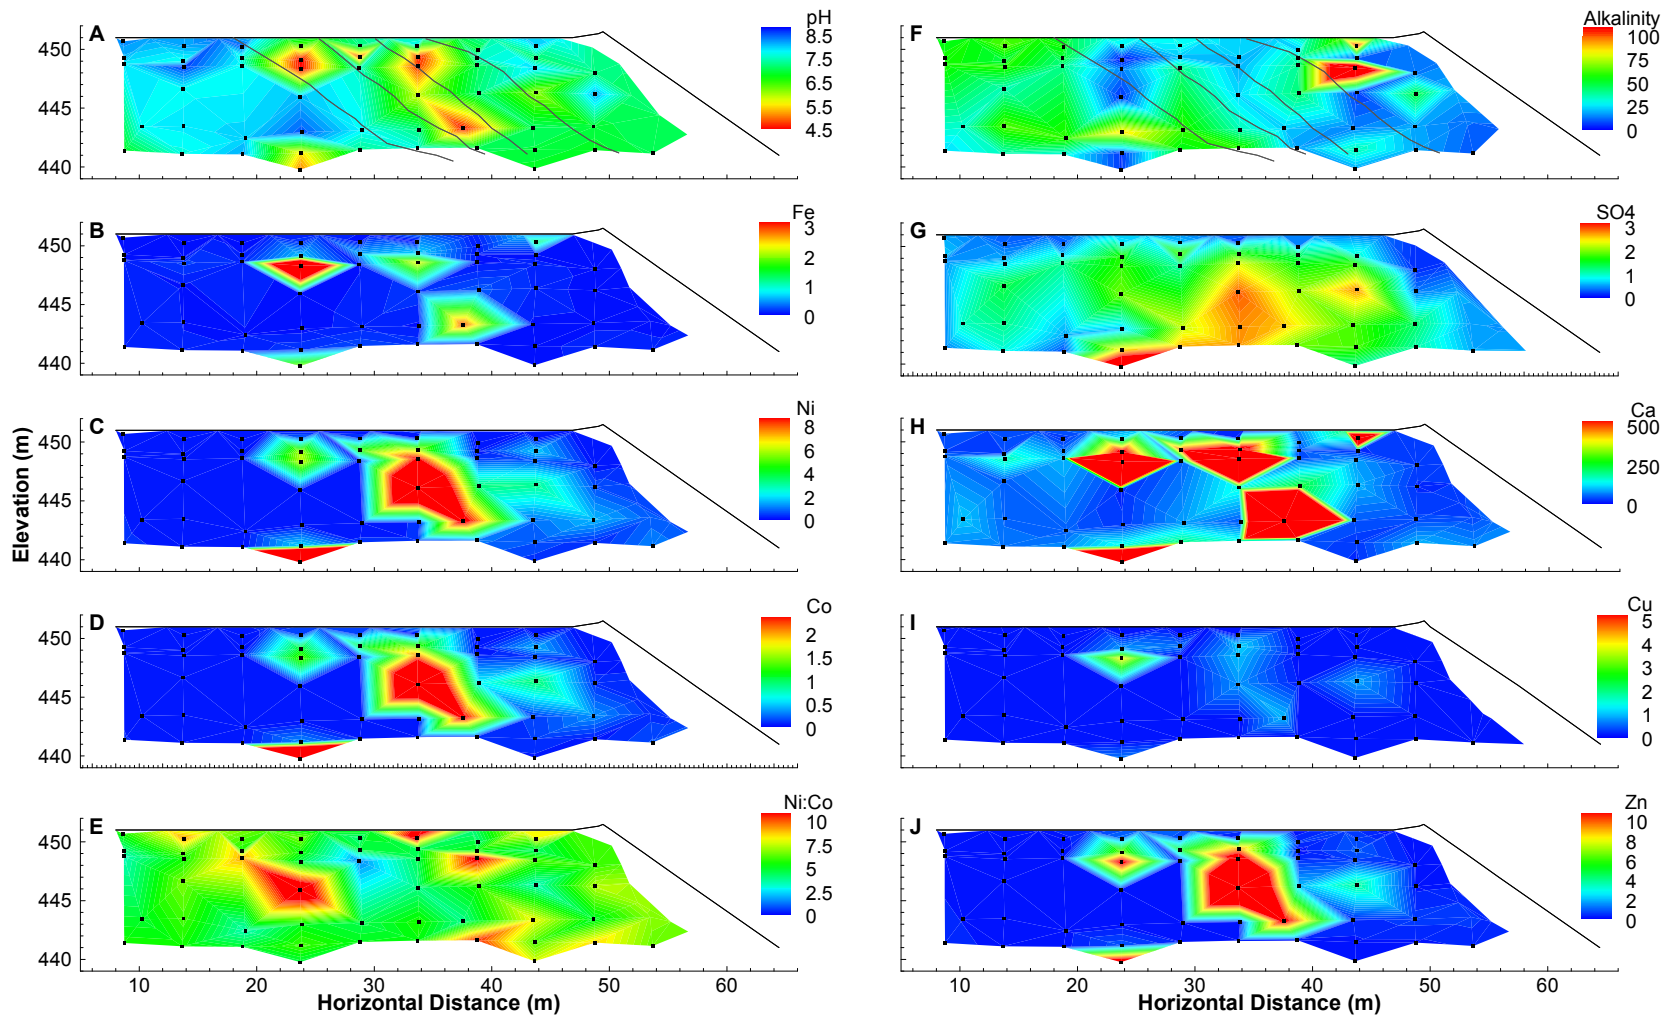 A
pH
8.5
7.5
6.5
5.5
4.5
450
445
440
F
Alkalinity
100
75
50
25
0
B
Fe
3
2
1
0
450
445
440
G
SO4
3
2
1
0
C
Ni
8
6
4
2
0
450
445
440
H
Ca
500
250
0
Elevation (m)
D
Co
2
1.5
1
0.5
0
450
445
440
I
Cu
5
4
3
2
1
0
E
Ni:Co
10
7.5
5
2.5
0
450
445
440
10 20 30 40 50 60
Horizontal Distance (m)
J
Zn
10
8
6
4
2
0
10 20 30 40 50 60
Horizontal Distance (m)